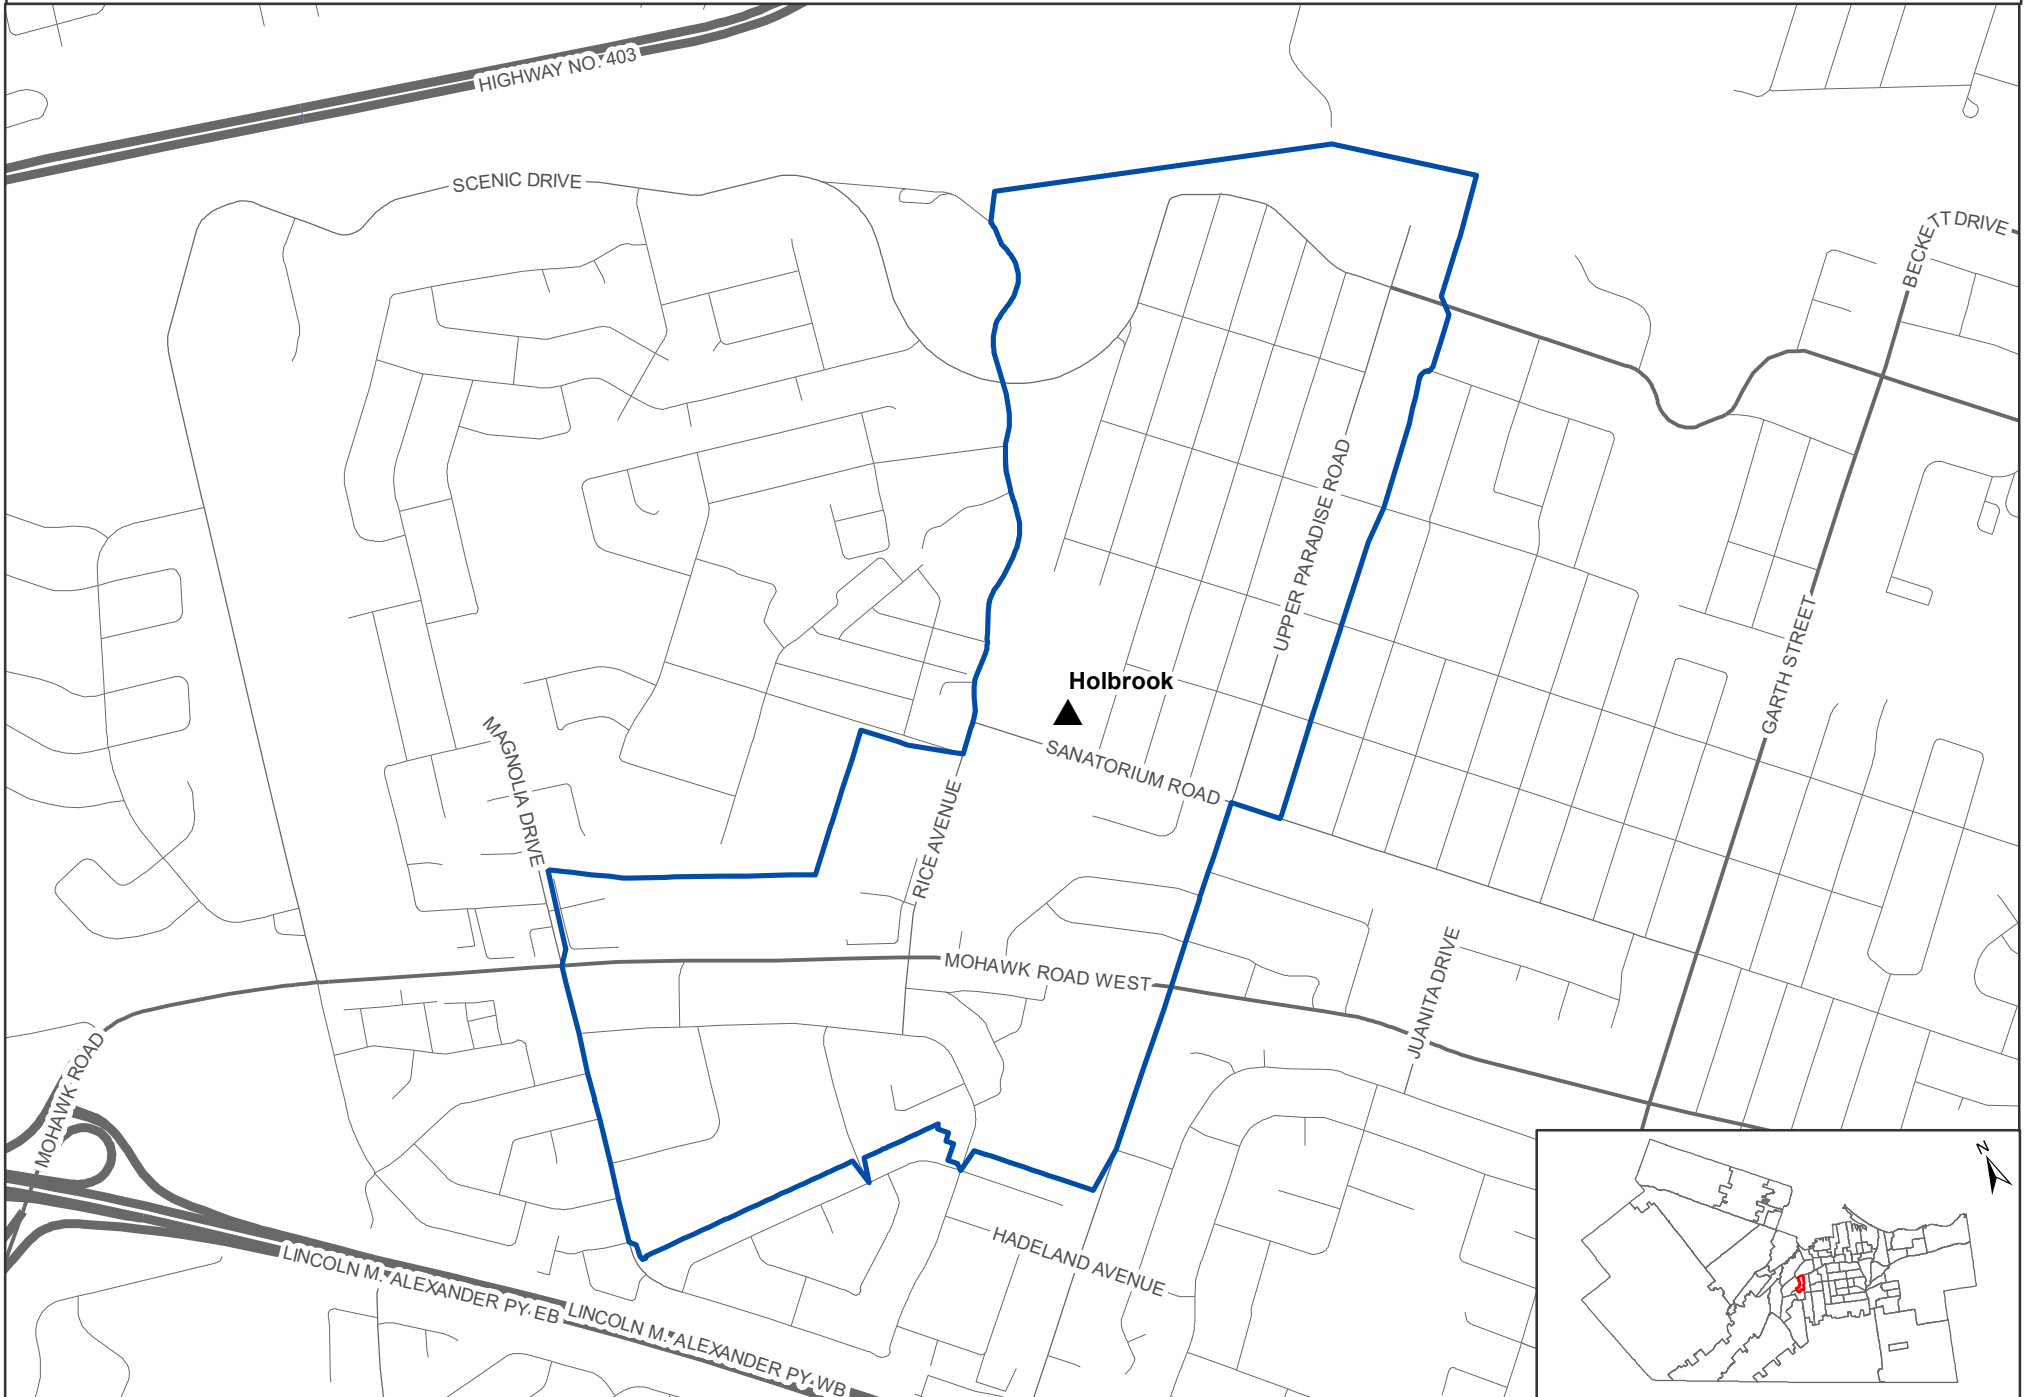 HIGHWAY NO. 403
SCENIC DRIVE
BECKETT DRIVE
UPPER PARADISE ROAD
GARTH STREET
Holbrook
SANATORIUM ROAD
MAGNOLIA DRIVE
RICE AVENUE
MOHAWK ROAD WEST
JUANITA DRIVE
MOHAWK ROAD
HADELAND AVENUE
LINCOLN M. ALEXANDER PY EB
LINCOLN M. ALEXANDER PY WB
N